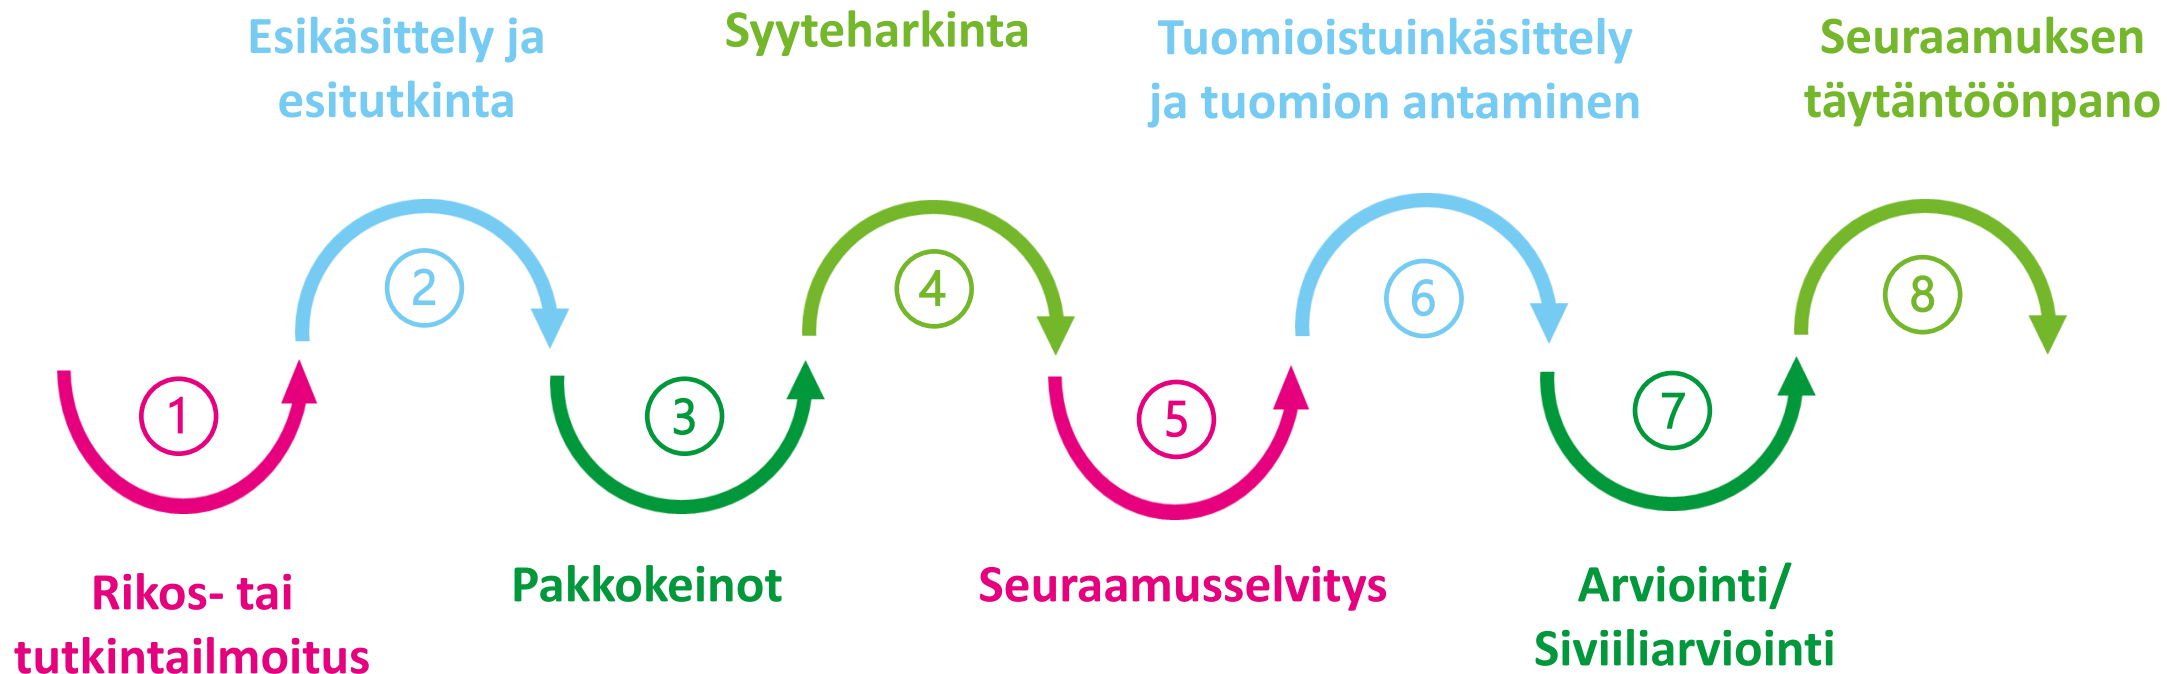 Esikäsittely ja
esitutkinta
Syyteharkinta
Tuomioistuinkäsittely
ja tuomion antaminen
Seuraamuksen
täytäntöönpano
1
2
3
4
5
6
7
8
Rikos- tai
tutkintailmoitus
Pakkokeinot
Seuraamusselvitys
Arviointi/
Siviiliarviointi